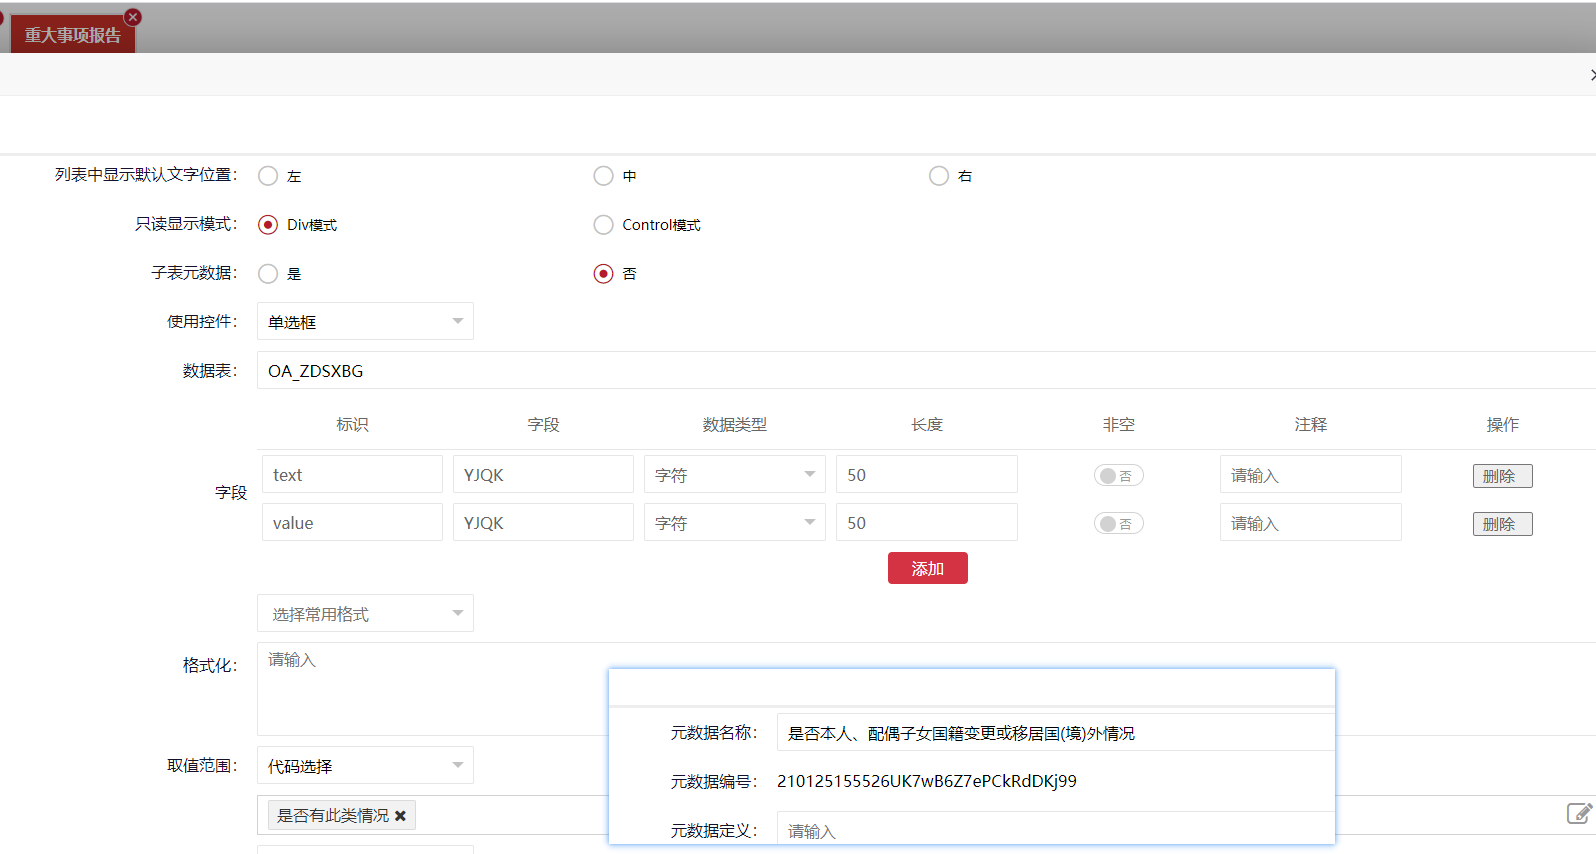 重大事项报告
列表中显示默认文字位置： 左 中 右
只读显示模式： Div模式 Control模式
子表元数据： 是 否
使用控件： 单选框
数据表： OA_ZDSXBG
标识 字段 数据类型 长度 非空 注释 操作
字段
text YJQK 字符 50 否 请输入 删除
value YJQK 字符 50 否 请输入 删除
添加
选择常用格式
格式化： 请输入
取值范围： 代码选择
是否有此类情况
元数据名称： 是否本人、配偶子女国籍变更或移居国(境)外情况
元数据编号： 210125155526UK7wB6Z7ePCkRdDKj99
元数据定义： 请输入